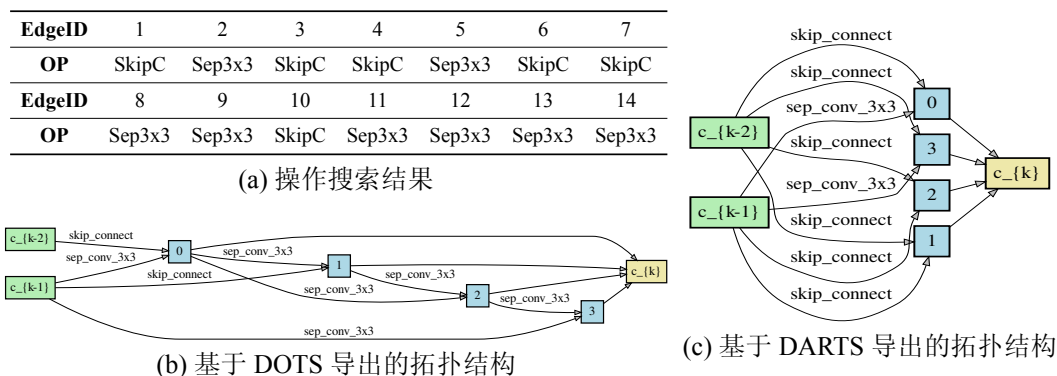 EdgeID 1 2 3 4 5 6 7
OP SkipC Sep3x3 SkipC SkipC Sep3x3 SkipC SkipC
EdgeID 8 9 10 11 12 13 14
OP Sep3x3 Sep3x3 SkipC Sep3x3 Sep3x3 Sep3x3 Sep3x3
(a) 操作搜索结果
c_{k-2}
skip_connect
sep_conv_3x3
c_{k-1}
skip_connect
0
sep_conv_3x3
1
sep_conv_3x3
sep_conv_3x3
2
sep_conv_3x3
3
sep_conv_3x3
c_{k}
(b) 基于 DOTS 导出的拓扑结构
skip_connect
skip_connect
sep_conv_3x3
c_{k-2}
skip_connect
sep_conv_3x3
c_{k-1}
skip_connect
skip_connect
skip_connect
0
3
2
1
c_{k}
(c) 基于 DARTS 导出的拓扑结构